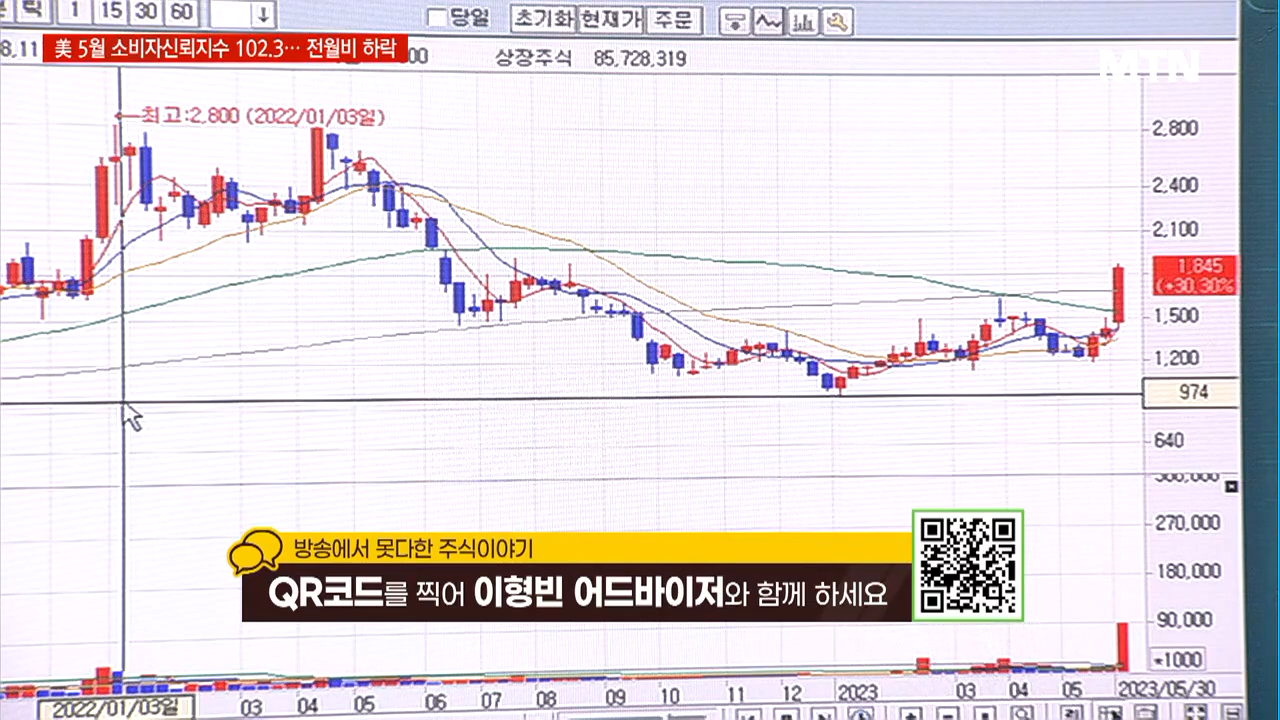 틱 1 15 30 60 당일 초기화 현재가 주문
8,11 美 5월 소비자신뢰지수 102.3… 전월비 하락 00 상장주식 85,728,319
MTN
최고:2,800 (2022/01/03일)
2,800
2,400
2,100
1,845
(+30,30%
1,500
1,200
974
640
300,000
270,000
방송에서 못다한 주식이야기
180,000
QR코드를 찍어 이형빈 어드바이저와 함께 하세요
90,000
*1000
2022/01/03일 03 04 05 06 07 08 09 10 11 12 2023 03 04 05 2023/05/30